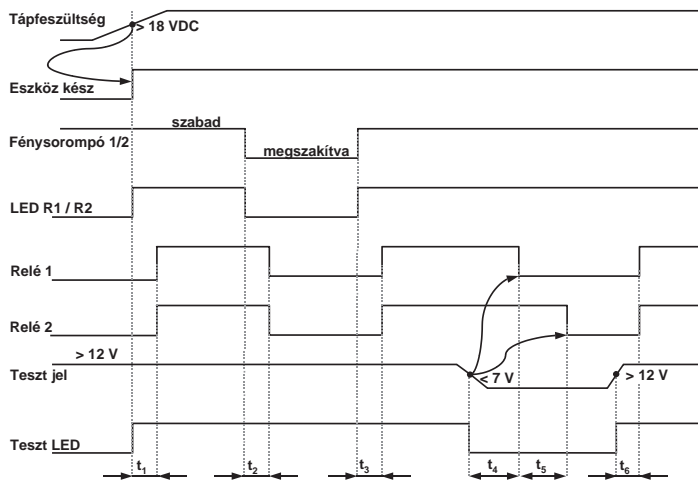 Tápfeszültség
> 18 VDC
Eszköz kész
szabad
Fénysorompó 1/2
megszakítva
LED R1 / R2
Relé 1
Relé 2
> 12 V
Teszt jel
< 7 V
> 12 V
Teszt LED
t1 t2 t3 t4 t5 t6